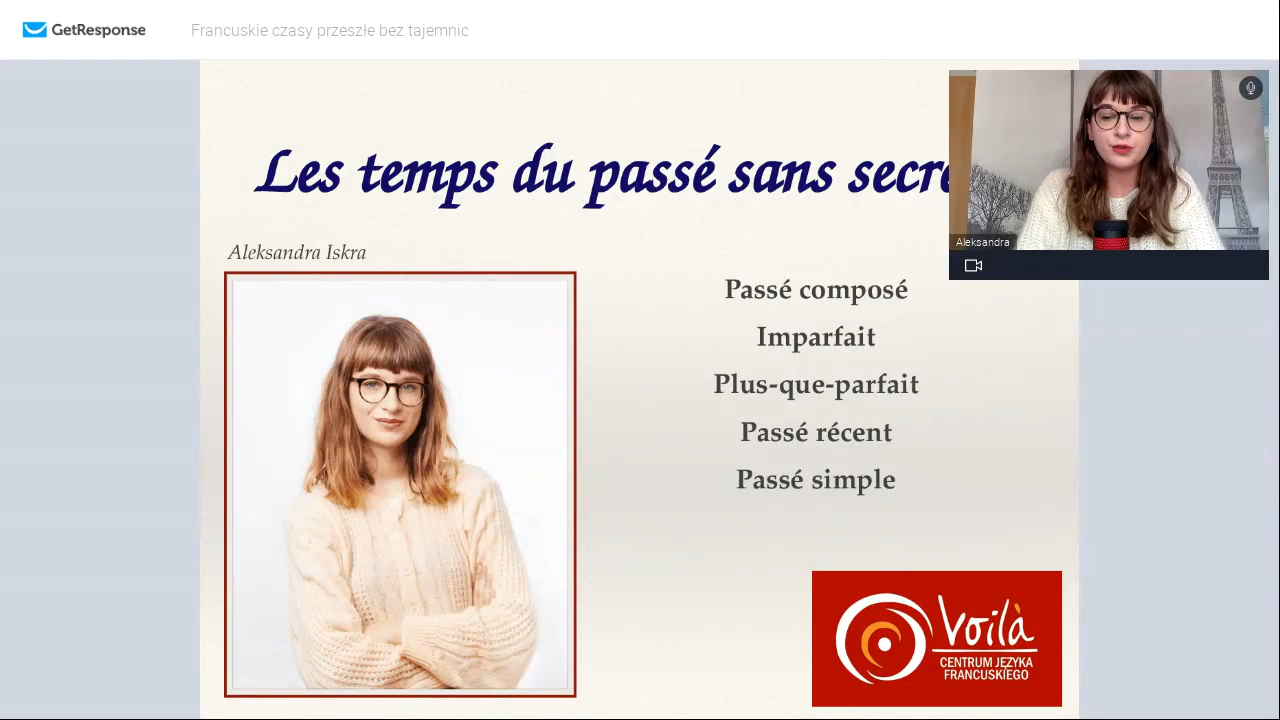 GetResponse
Francuskie czasy przeszłe bez tajemnic
Les temps du passé sans
Aleksandra Iskra
Aleksandra
Passé composé
Imparfait
Plus-que-parfait
Passé récent
Passé simple
Voilà
CENTRUM JĘZYKA
FRANCUSKIEGO